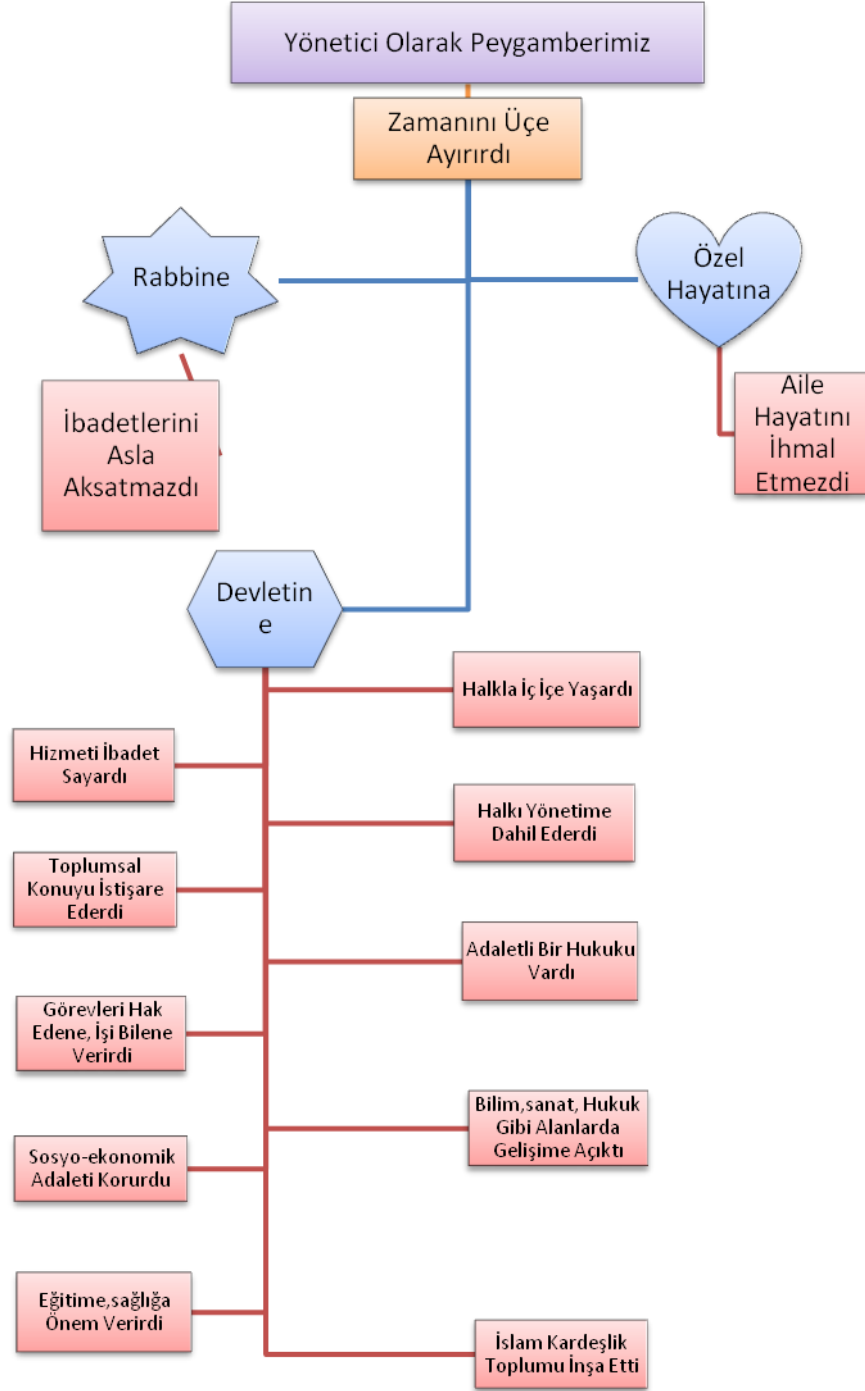 Yönetici Olarak Peygamberimiz
Zamanını Üçe
Ayırırdı
Rabbine
Özel
Hayatına
İbadetlerini
Asla
Aksatmazdı
Aile
Hayatını
İhmal
Etmezdi
Devletin
e
Halkla İç İçe Yaşardı
Hizmeti İbadet
Sayardı
Halkı Yönetime
Dahil Ederdi
Toplumsal
Konuyu İstişare
Ederdi
Adaletli Bir Hukuku
Vardı
Görevleri Hak
Edene, İşi Bilene
Verirdi
Bilim,sanat, Hukuk
Gibi Alanlarda
Gelişime Açıktı
Sosyo-ekonomik
Adaleti Korurdu
Eğitime,sağlığa
Önem Verirdi
İslam Kardeşlik
Toplumu İnşa Etti